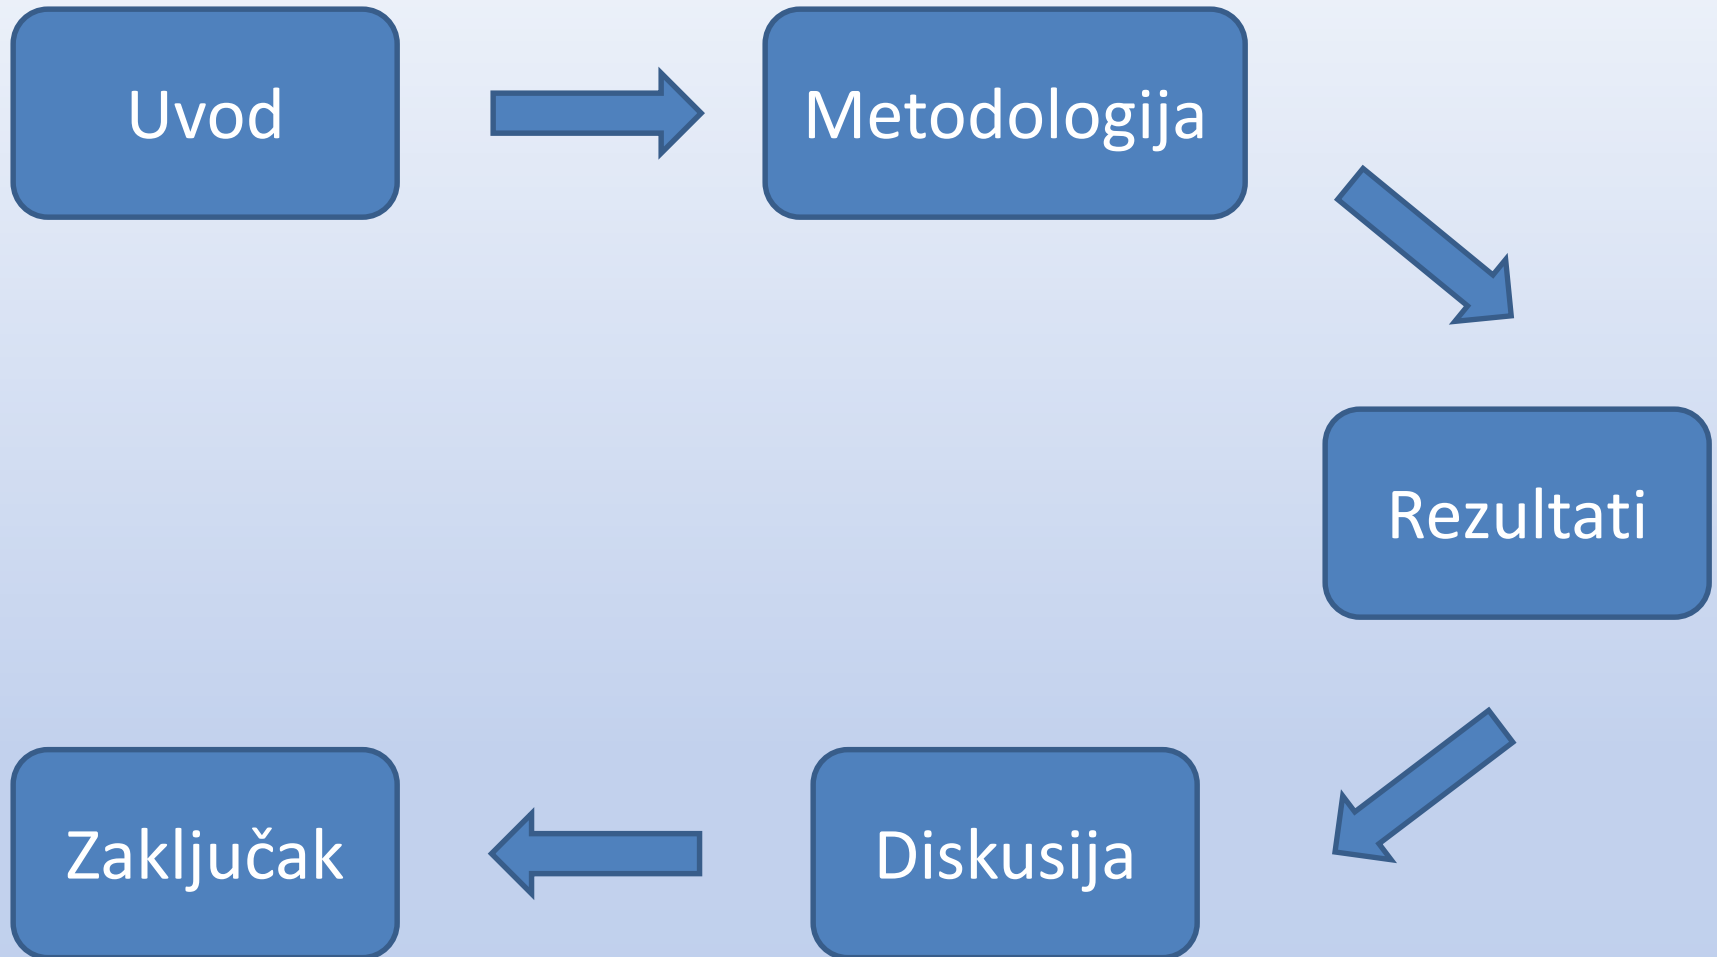 Uvod
Metodologija
Rezultati
Diskusija
Zaključak